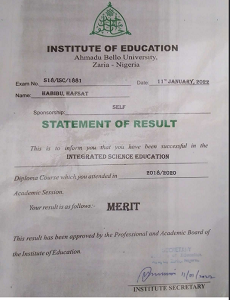 INSTITUTE OF EDUCATION
Ahmadu Bello University,
Zaria - Nigeria
Exam No. 518/ISC/1881 Date: 11TH JANUARY, 2022
Name: HABIBU, HAFSAT
Sponsorship: SELF
STATEMENT OF RESULT
This is to inform you that you have been successful in the
INTEGRATED SCIENCE EDUCATION
Diploma Course which you attended in 2018/2020
Academic Session.
Your result is as follows:- MERIT
This result has been approved by the Professional and Academic Board of
the Institute of Education.
INSTITUTE SECRETARY